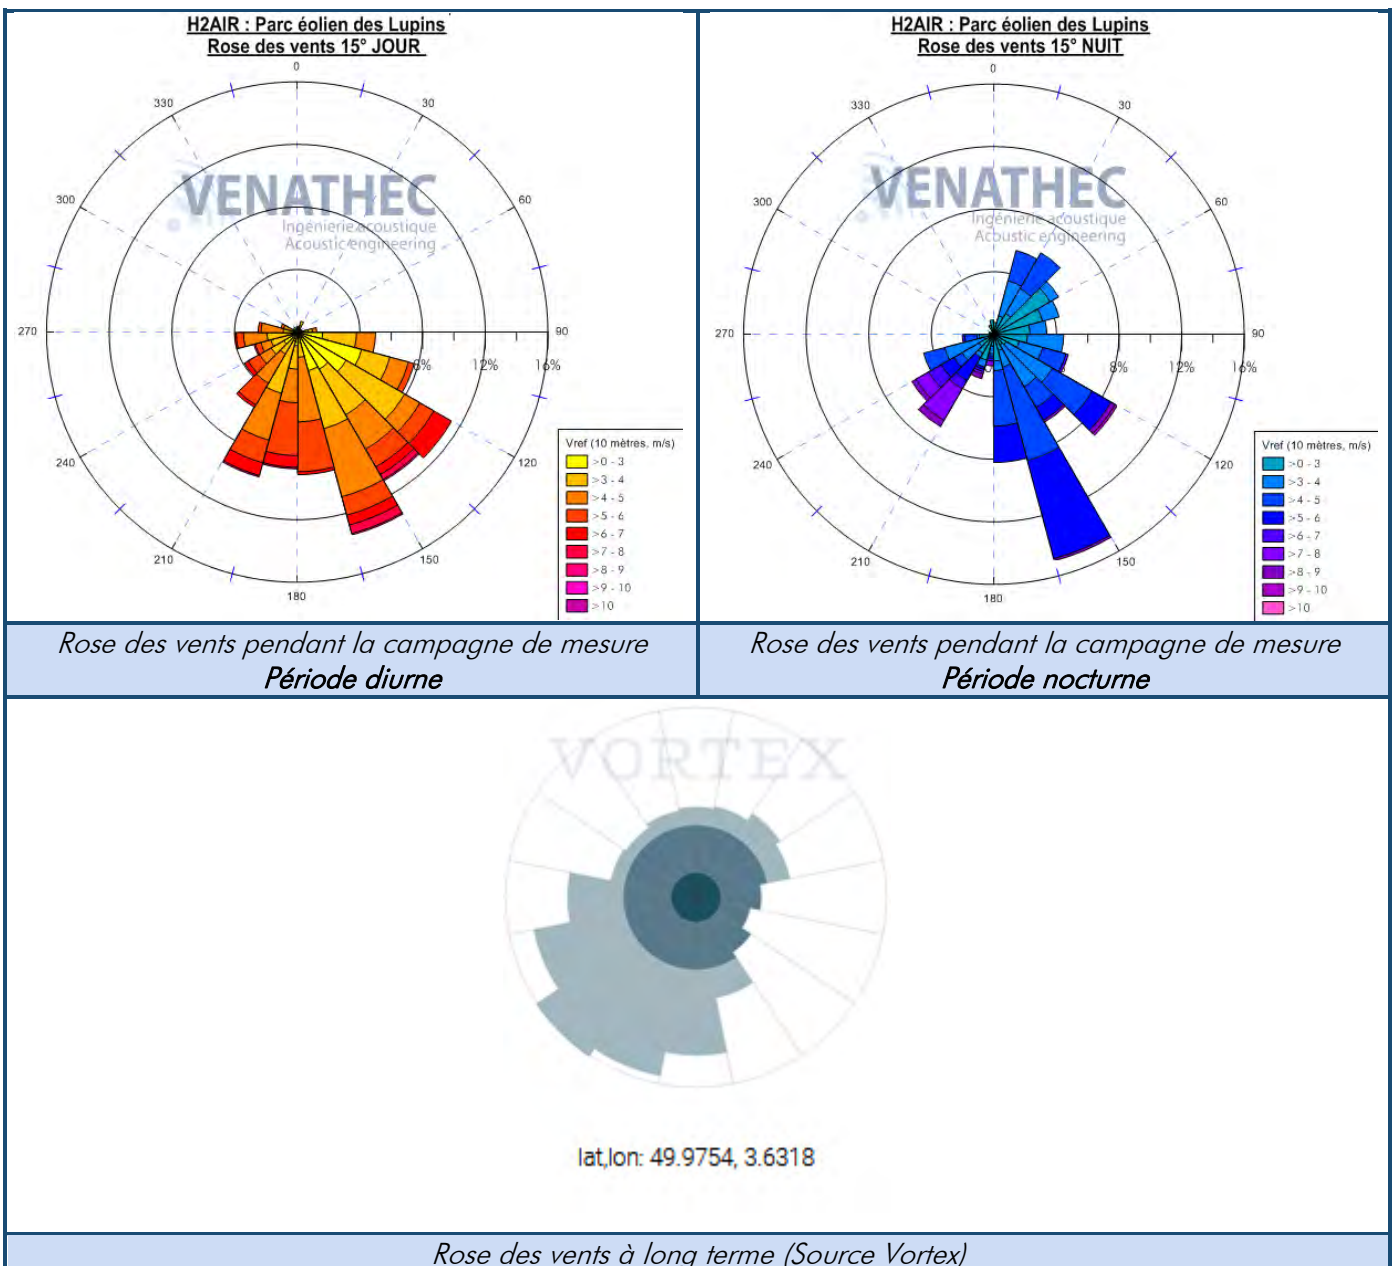 H2AIR : Parc éolien des Lupins
Rose des vents 15° JOUR
0
330
30
300
60
VENATHEC
Ingénierie acoustique
Acoustic engineering
270
90
8%
12%
16%
240
120
210
150
180
Vref (10 mètres, m/s)
>0 - 3
>3 - 4
>4 - 5
>5 - 6
>6 - 7
>7 - 8
>8 - 9
>9 - 10
>10
H2AIR : Parc éolien des Lupins
Rose des vents 15° NUIT
0
330
30
300
60
VENATHEC
Ingénierie acoustique
Acoustic engineering
270
90
8%
12%
16%
240
120
210
150
180
Vref (10 mètres, m/s)
>0 - 3
>3 - 4
>4 - 5
>5 - 6
>6 - 7
>7 - 8
>8 - 9
>9 - 10
>10
Rose des vents pendant la campagne de mesure
Période diurne
Rose des vents pendant la campagne de mesure
Période nocturne
VORTEX
lat,lon: 49.9754, 3.6318
Rose des vents à long terme (Source Vortex)